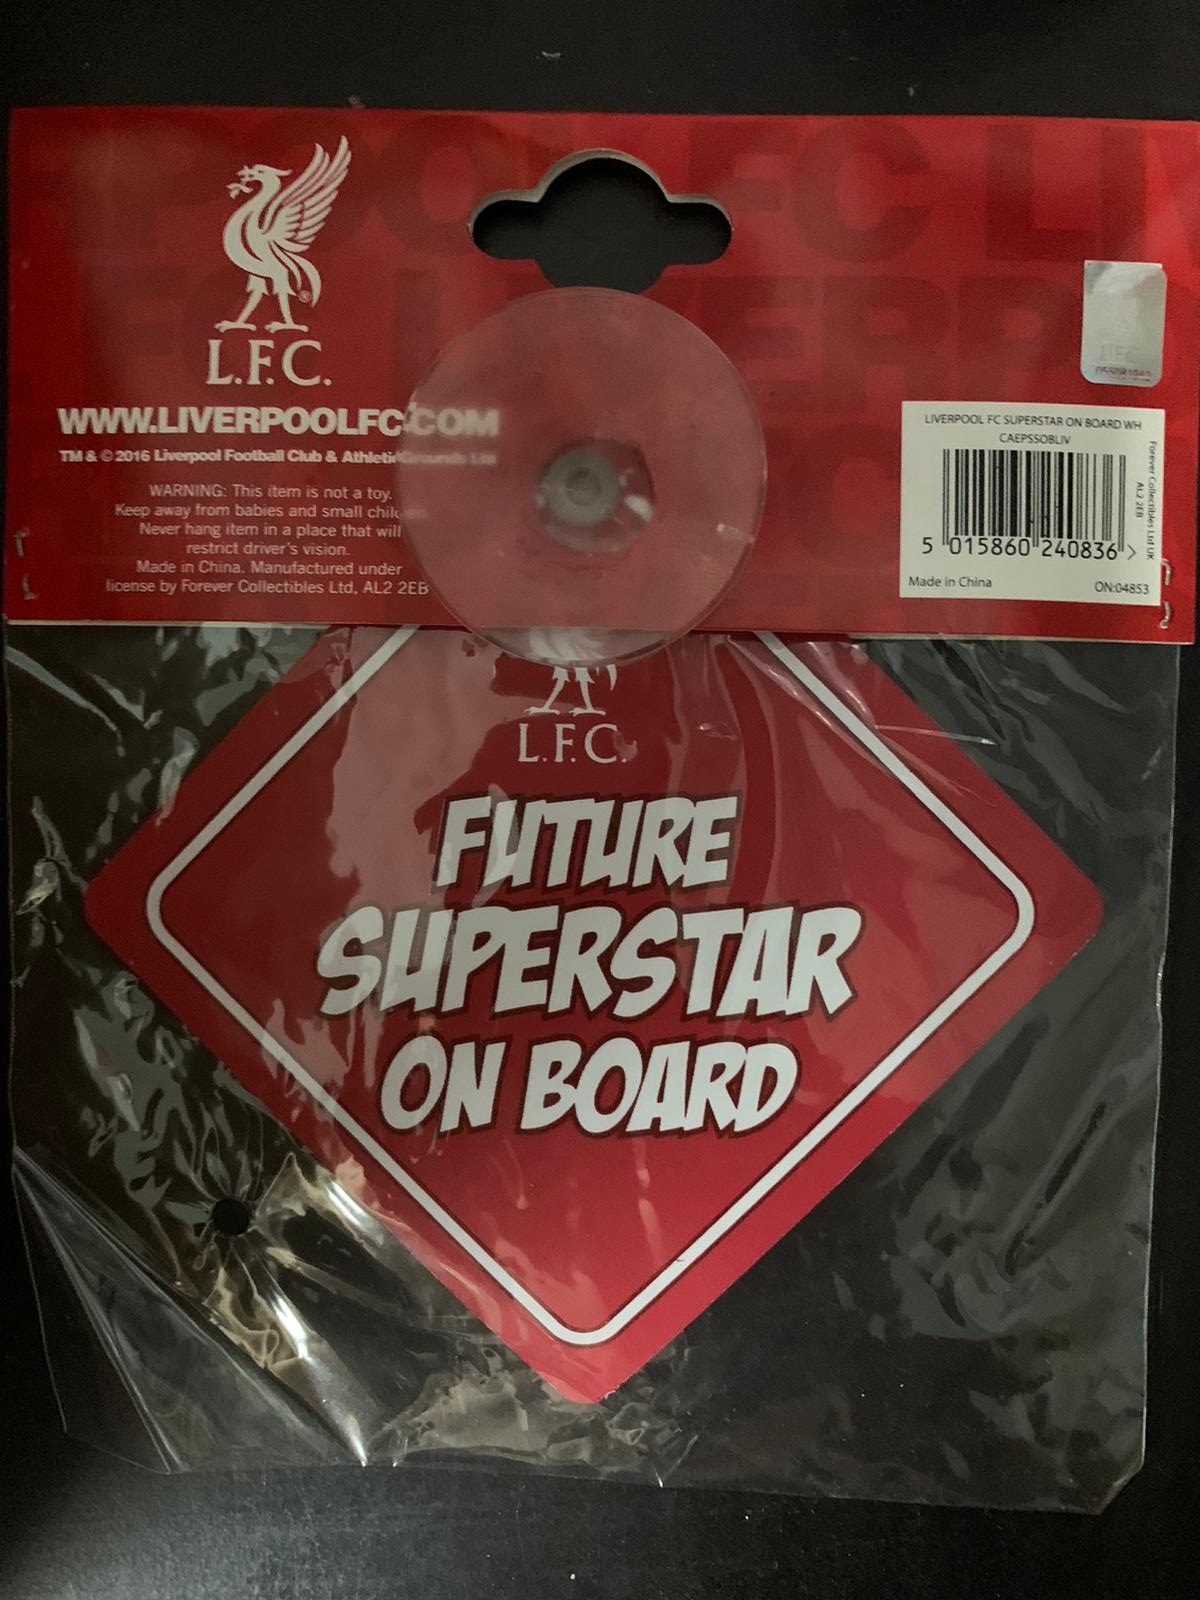 L.F.C.
WWW.LIVERPOOLFC.COM
TM & © 2016 Liverpool Football Club & Athletic Grounds Ltd
WARNING: This item is not a toy.
Keep away from babies and small children.
Never hang item in a place that will
restrict driver's vision.
Made in China. Manufactured under
license by Forever Collectibles Ltd, AL2 2EB
LIVERPOOL FC SUPERSTAR ON BOARD WH
CAEPSSOBLIV
5 015860 240836 >
Made in China ON:04853
Forever Collectibles Ltd UK
AL2 2EB
L.F.C.
FUTURE
SUPERSTAR
ON BOARD